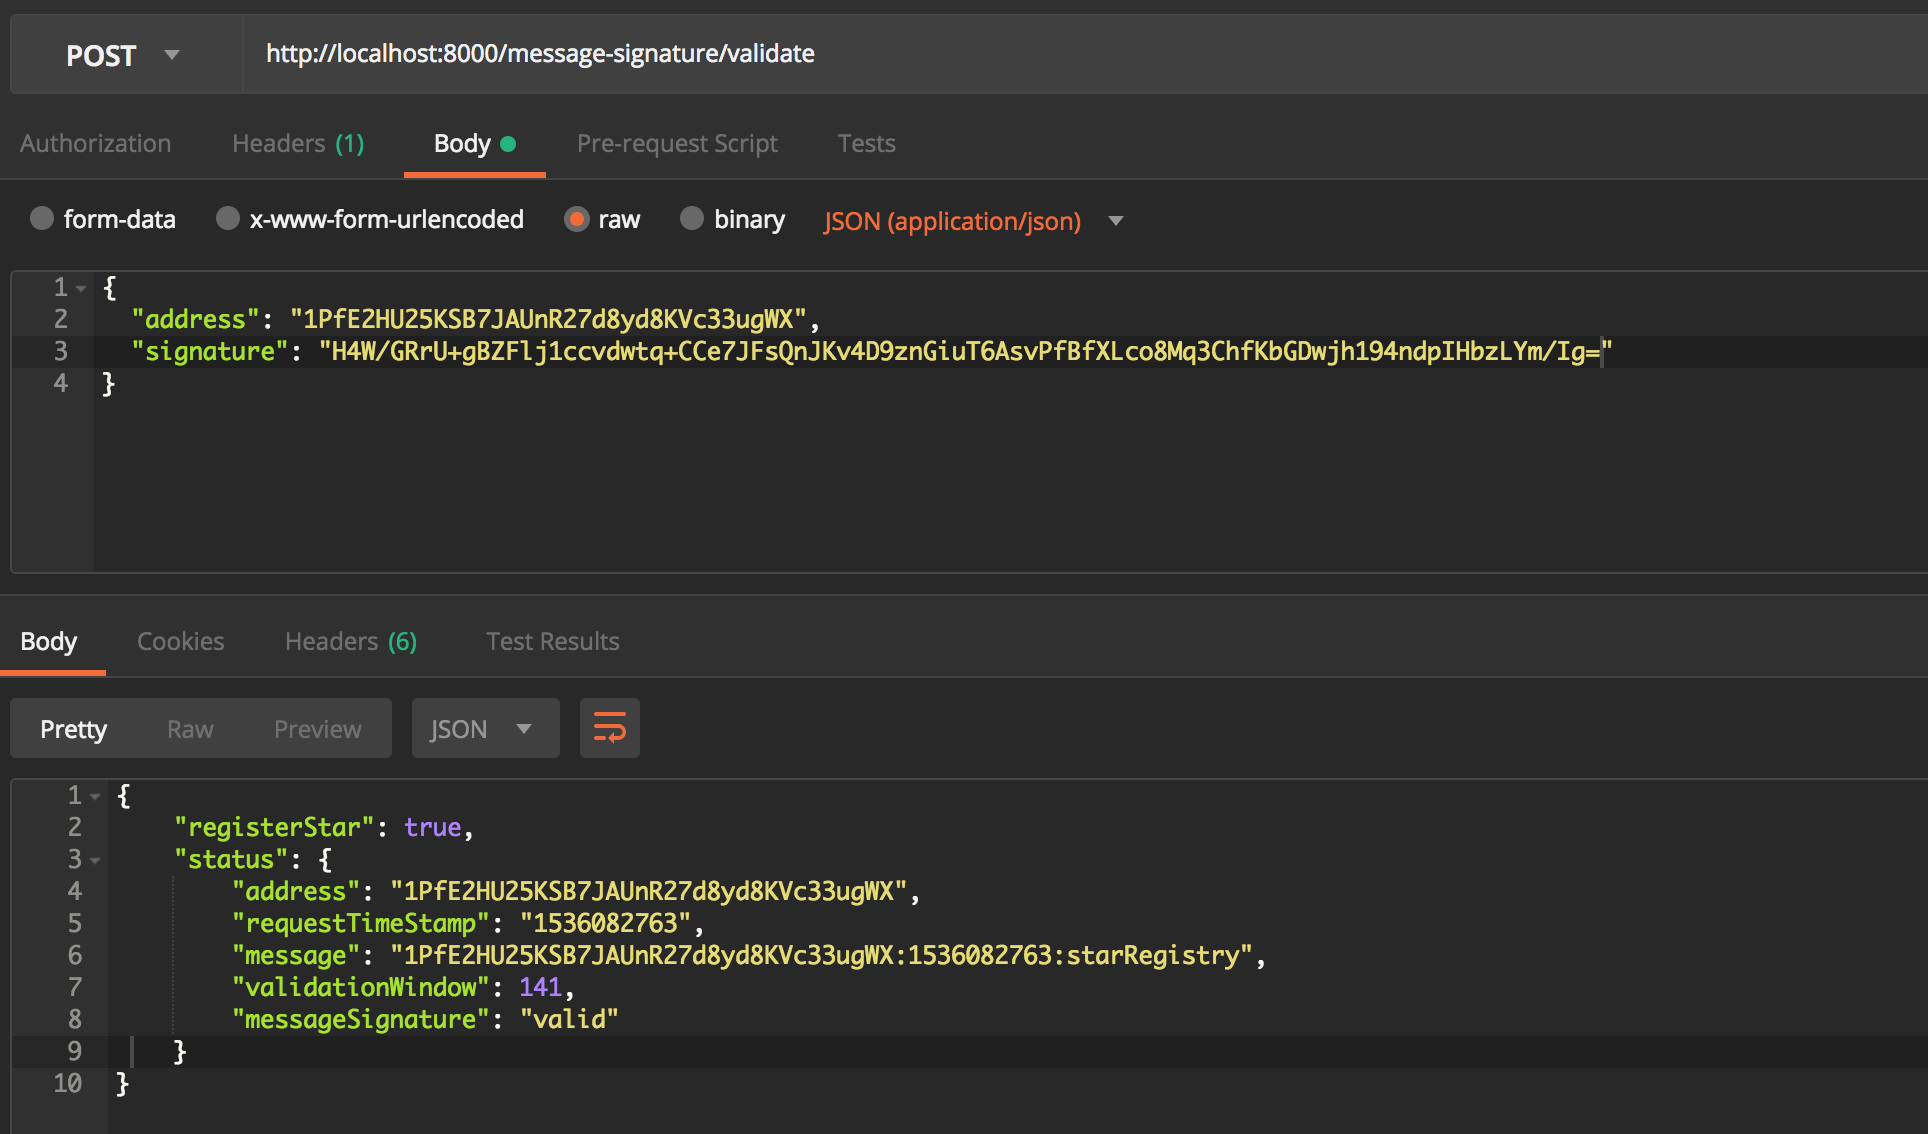 POST http://localhost:8000/message-signature/validate
Authorization Headers (1) Body Pre-request Script Tests
form-data x-www-form-urlencoded raw binary JSON (application/json)
1 {
2 "address": "1PfE2HU25KSB7JAUnR27d8yd8KVc33ugWX",
3 "signature": "H4W/GRrU+gBZFlj1ccvdwtq+CCe7JFsQnJKv4D9znGiuT6AsvPfBfXLco8Mq3ChfKbGDwjh194ndpIHbzLYm/Ig="
4 }
Body Cookies Headers (6) Test Results
Pretty Raw Preview JSON
1 {
2 "registerStar": true,
3 "status": {
4 "address": "1PfE2HU25KSB7JAUnR27d8yd8KVc33ugWX",
5 "requestTimeStamp": "1536082763",
6 "message": "1PfE2HU25KSB7JAUnR27d8yd8KVc33ugWX:1536082763:starRegistry",
7 "validationWindow": 141,
8 "messageSignature": "valid"
9 }
10 }